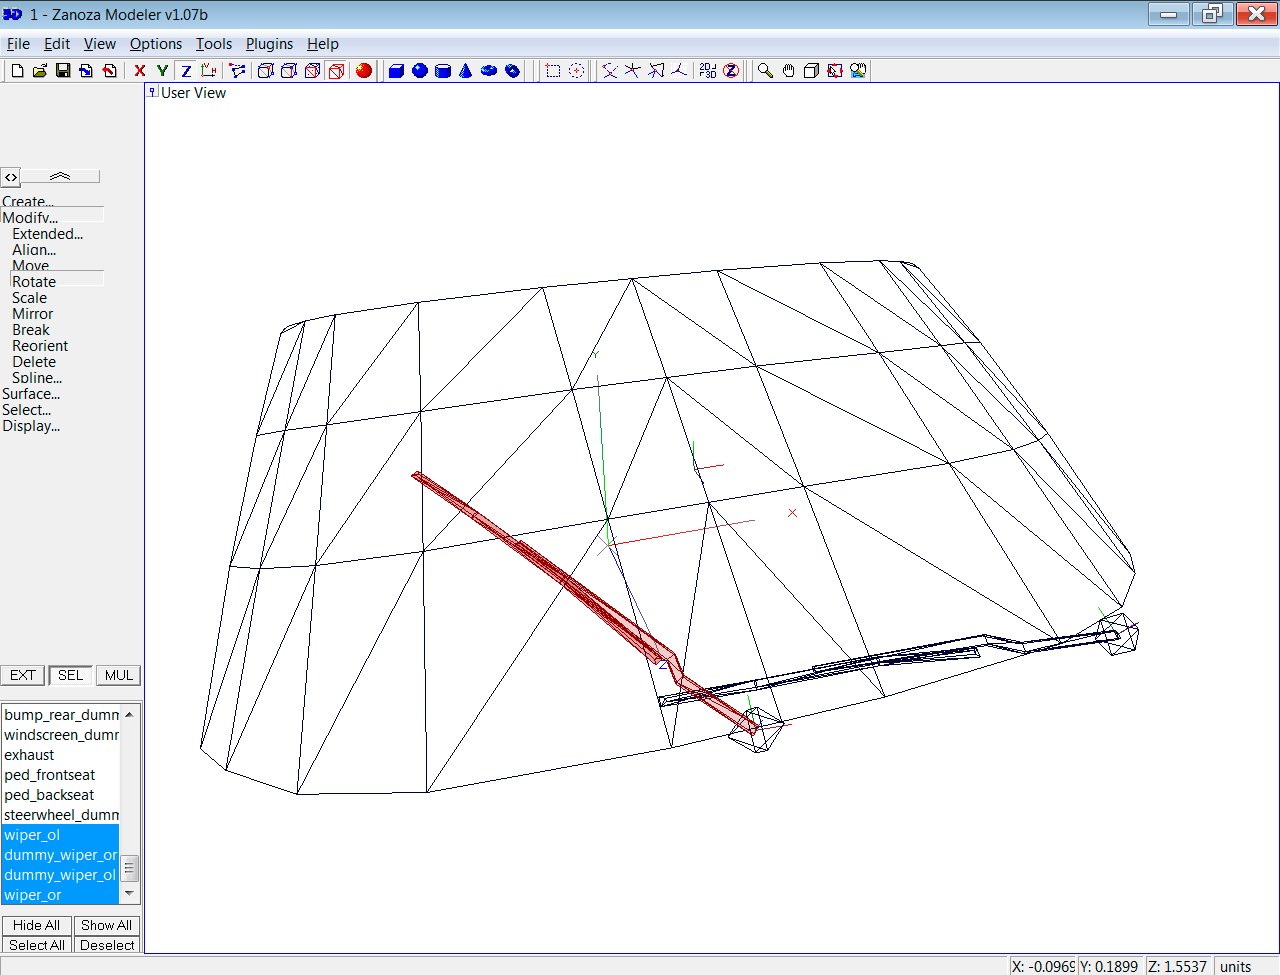 1 - Zanoza Modeler v1.07b
File Edit View Options Tools Plugins Help
X Y Z
User View
Create...
Modify...
Extended...
Align...
Move
Rotate
Scale
Mirror
Break
Reorient
Delete
Spline...
Surface...
Select...
Display...
Y
X
Z
EXT SEL MUL
bump_rear_dumm
windscreen_dumr
exhaust
ped_frontseat
ped_backseat
steerwheel_dumm
wiper_ol
dummy_wiper_or
dummy_wiper_ol
wiper_or
Hide All Show All
Select All Deselect
X: -0.0969 Y: 0.1899 Z: 1.5537 units